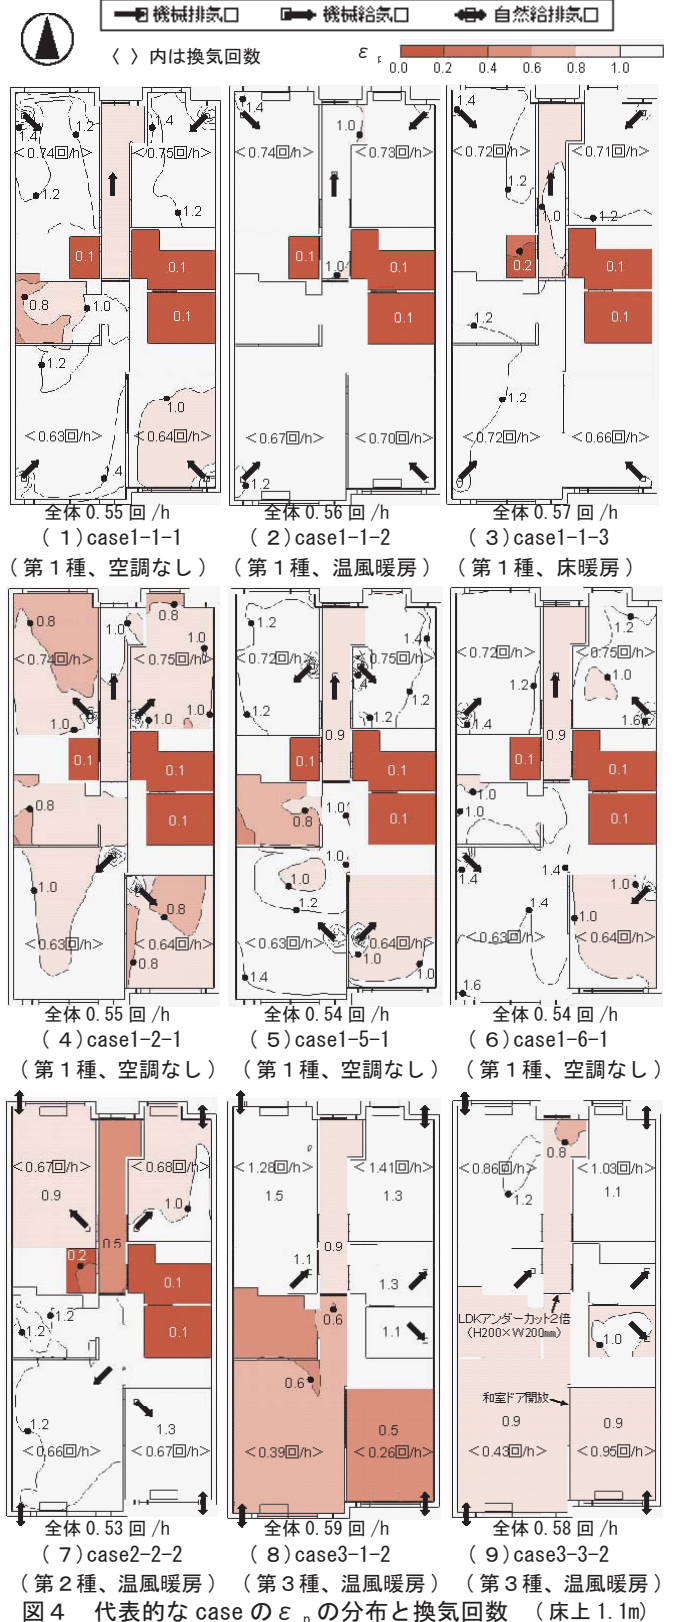 機械排気口 機械給気口 自然給排気口
〈 〉内は換気回数 ε p 0.0 0.2 0.4 0.6 0.8 1.0
1.4 1.2 1.4 1.4 1.0 1.4
<0.74回/h> <0.75回/h> <0.74回/h> <0.73回/h> <0.72回/h> <0.71回/h>
1.2 1.2 1.2 1.0 1.2
0.1 0.1 0.1 1.0 0.1 0.2 0.1
0.8 1.0 0.1 0.1 0.1
1.2 1.2
1.0 1.2
<0.63回/h> <0.64回/h> <0.67回/h> <0.70回/h> <0.72回/h> <0.66回/h>
1.4 1.2
全体 0.55 回 /h 全体 0.56 回 /h 全体 0.57 回 /h
(1)case1-1-1 (2)case1-1-2 (3)case1-1-3
(第1種、空調なし) (第1種、温風暖房) (第1種、床暖房)
0.8 1.0 0.8 1.0 1.2 1.4 1.2
<0.74回/h> <0.75回/h> <0.72回/h> <0.75回/h> <0.72回/h> <0.75回/h>
1.4 1.2 1.2 1.0
1.0 1.0 1.0 1.2 1.2 1.4 1.6
0.9 0.9
0.1 0.1 0.1 0.1 0.1 0.1
0.8 0.1 0.8 1.0 0.1 1.0 1.0 0.1
1.0 1.0 1.4 1.4
1.0 0.8 1.0 1.2 1.4 1.0 1.0
<0.63回/h> <0.64回/h> <0.63回/h> <0.64回/h> <0.63回/h> <0.64回/h>
0.8 1.4 1.0 1.0 1.6
全体 0.55 回 /h 全体 0.54 回 /h 全体 0.54 回 /h
(4)case1-2-1 (5)case1-5-1 (6)case1-6-1
(第1種、空調なし) (第1種、空調なし) (第1種、空調なし)
0.8
<0.67回/h> <0.68回/h> <1.28回/h> <1.41回/h> <0.86回/h> <1.03回/h>
0.9 1.0 1.5 1.3 1.2 1.1
0.5 0.9
0.2 0.1 1.1 1.3
1.2 1.2 0.1 0.6 1.1 LDKアンダーカット2倍
(H200×W200mm) 1.0
0.6 和室ドア開放
1.2 1.3 0.5 0.9 0.9
<0.66回/h> <0.67回/h> <0.39回/h> <0.26回/h> <0.43回/h> <0.95回/h>
全体 0.53 回 /h 全体 0.59 回 /h 全体 0.58 回 /h
(7)case2-2-2 (8)case3-1-2 (9)case3-3-2
(第2種、温風暖房) (第3種、温風暖房) (第3種、温風暖房)
図4 代表的な case の ε p の分布と換気回数 (床上 1.1m)